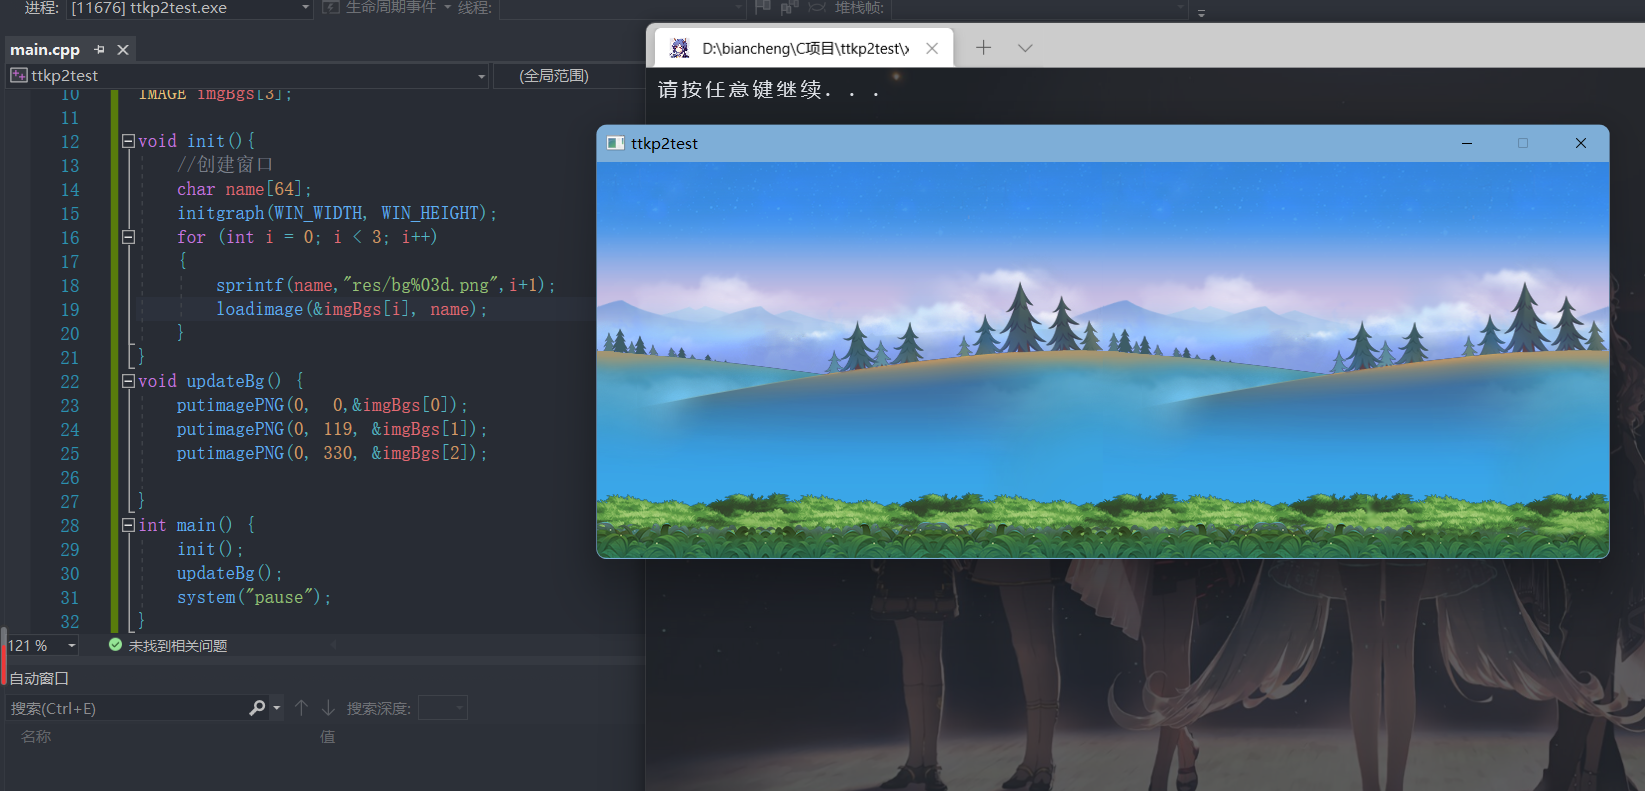 进程: [11676] ttkp2test.exe 生命周期事件 线程: 堆栈帧:
main.cpp
ttkp2test (全局范围)
10 IMAGE imgBgs[3];
11
12 void init(){
13 //创建窗口
14 char name[64];
15 initgraph(WIN_WIDTH, WIN_HEIGHT);
16 for (int i = 0; i < 3; i++)
17 {
18 sprintf(name,"res/bg%03d.png",i+1);
19 loadimage(&imgBgs[i], name);
20 }
21 }
22 void updateBg() {
23 putimagePNG(0, 0,&imgBgs[0]);
24 putimagePNG(0, 119, &imgBgs[1]);
25 putimagePNG(0, 330, &imgBgs[2]);
26
27 }
28 int main() {
29 init();
30 updateBg();
31 system("pause");
32 }
121 % 未找到相关问题
自动窗口
搜索(Ctrl+E) 搜索深度:
名称 值
D:\biancheng\C项目\ttkp2test\x
请按任意键继续. . .
ttkp2test